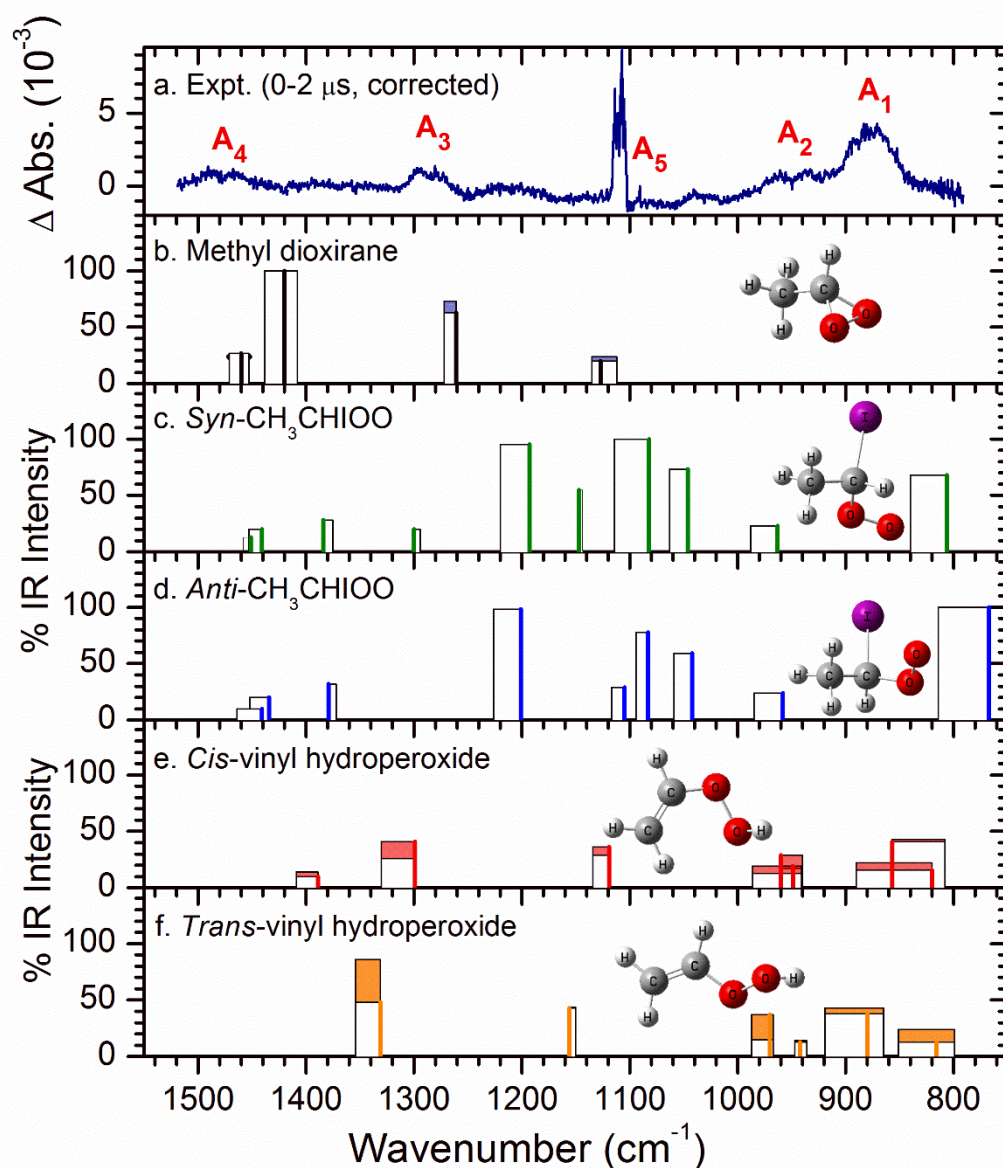 Δ Abs. (10⁻³)
5
0
a. Expt. (0-2 μs, corrected)
A₄
A₃
A₅
A₂
A₁
% IR Intensity
% IR Intensity
100
50
0
b. Methyl dioxirane
H
H
H
C
C
H
O
O
100
50
0
c. Syn-CH₃CHIOO
I
H
H
H
C
C
H
O
O
100
50
0
d. Anti-CH₃CHIOO
I
H
H
H
C
C
H
O
O
100
50
0
e. Cis-vinyl hydroperoxide
H
C
O
H
C
H
O
H
100
50
0
f. Trans-vinyl hydroperoxide
H
H
C
C
H
O
O
H
1500 1400 1300 1200 1100 1000 900 800
Wavenumber (cm⁻¹)